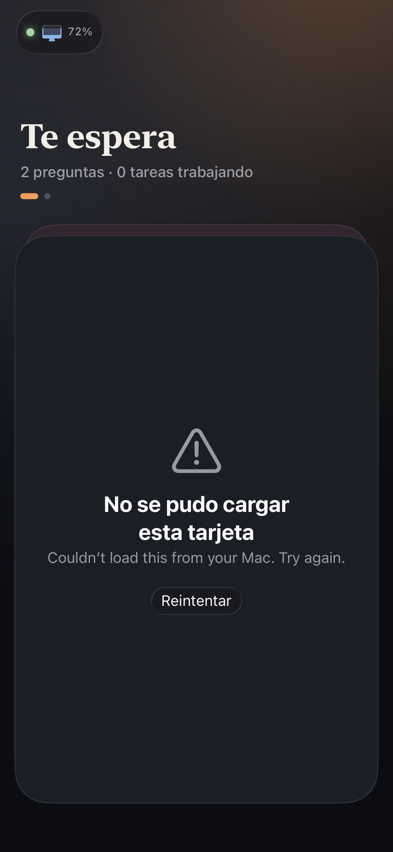 72%
Te espera
2 preguntas · 0 tareas trabajando
No se pudo cargar
esta tarjeta
Couldn’t load this from your Mac. Try again.
Reintentar